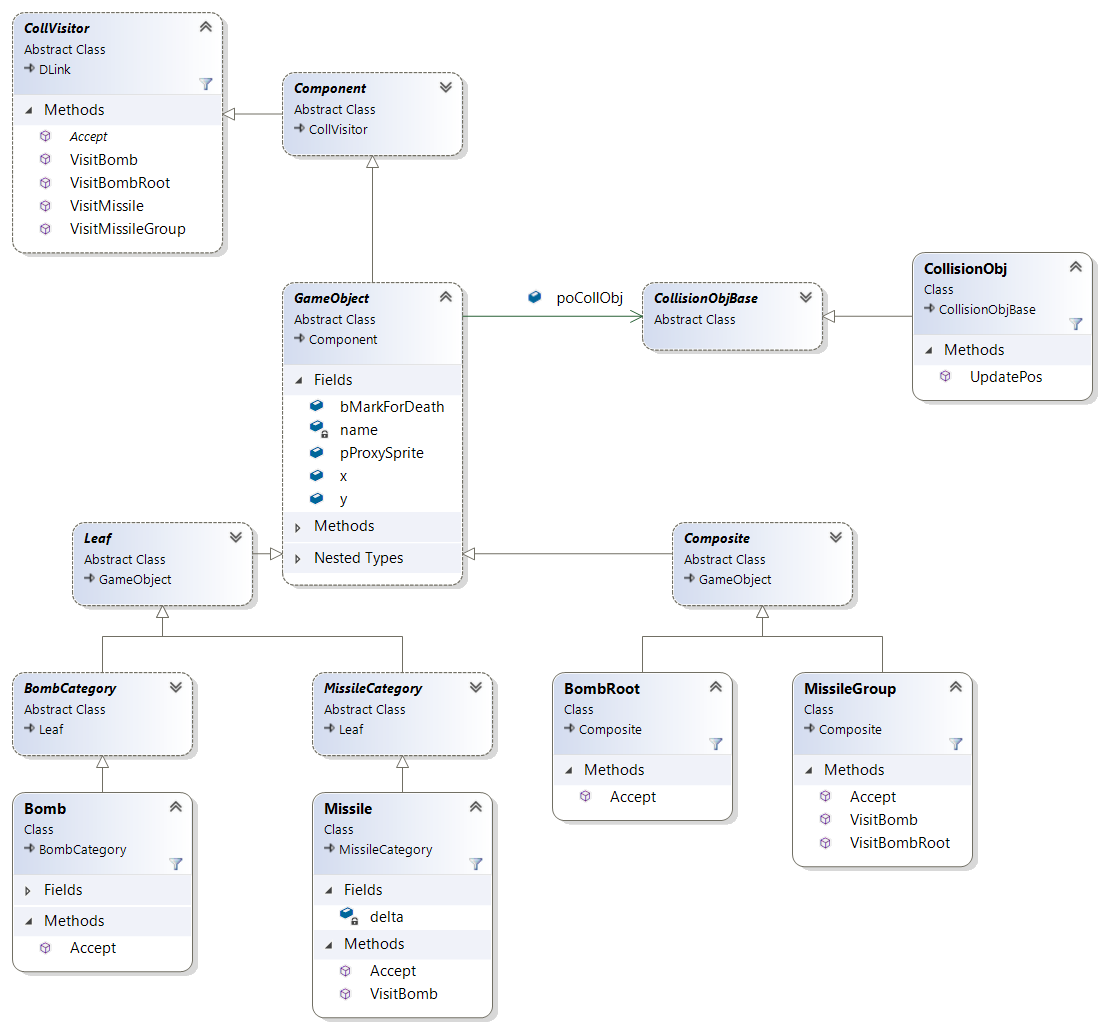 CollVisitor
Abstract Class
DLink
Methods
Accept
VisitBomb
VisitBombRoot
VisitMissile
VisitMissileGroup
Component
Abstract Class
CollVisitor
GameObject
Abstract Class
Component
Fields
bMarkForDeath
name
pProxySprite
x
y
Methods
Nested Types
poCollObj
CollisionObjBase
Abstract Class
CollisionObj
Class
CollisionObjBase
Methods
UpdatePos
Leaf
Abstract Class
GameObject
Composite
Abstract Class
GameObject
BombCategory
Abstract Class
Leaf
MissileCategory
Abstract Class
Leaf
BombRoot
Class
Composite
Methods
Accept
MissileGroup
Class
Composite
Methods
Accept
VisitBomb
VisitBombRoot
Bomb
Class
BombCategory
Fields
Methods
Accept
Missile
Class
MissileCategory
Fields
delta
Methods
Accept
VisitBomb